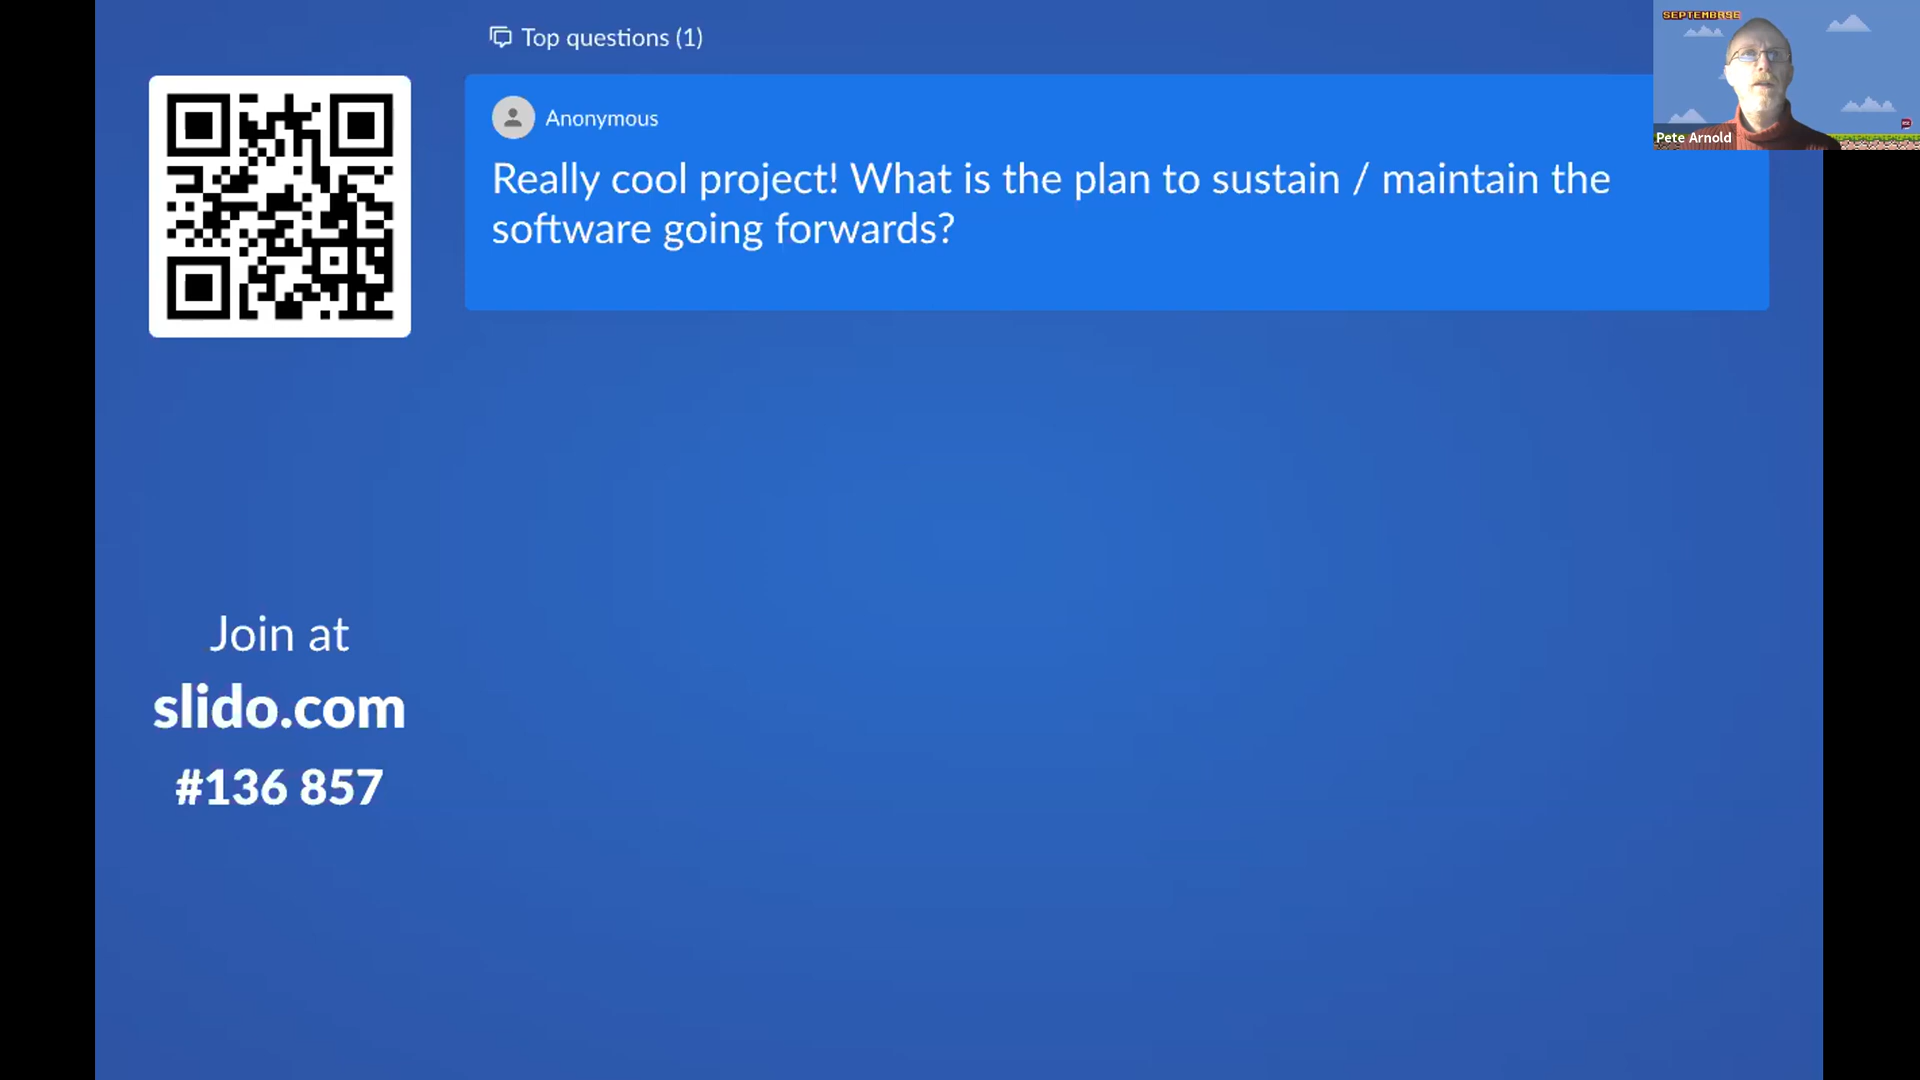 Top questions (1)
SEPTEMBRSE
Anonymous
Really cool project! What is the plan to sustain / maintain the
software going forwards?
Pete Arnold
Join at
slido.com
#136 857